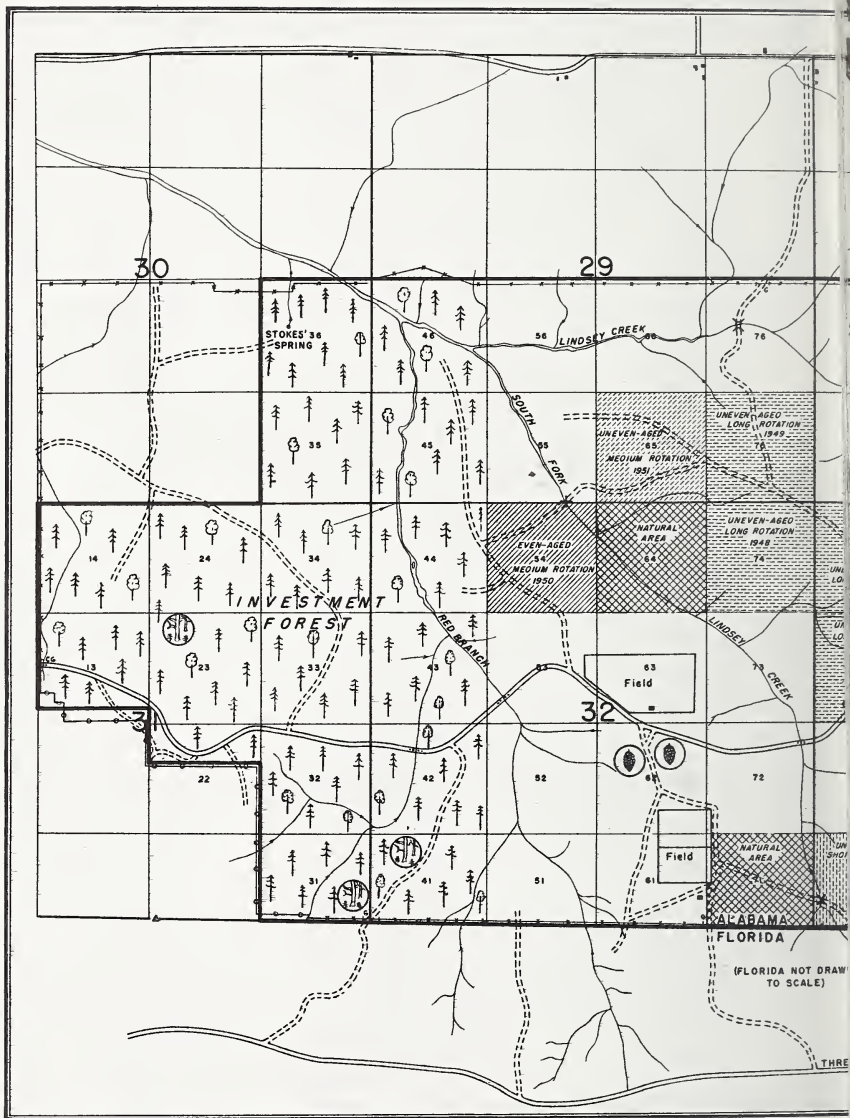 30
29
STOKES' 36
SPRING
46
56
LINDSEY CREEK
66
76
35
45
SOUTH FORK
55
UNEVEN-AGED
65
MEDIUM ROTATION
1951
UNEVEN-AGED
LONG ROTATION
1949
75
14
24
34
44
EVEN-AGED
54
MEDIUM ROTATION
1950
NATURAL
AREA
64
UNEVEN-AGED
LONG ROTATION
1948
74
INVESTMENT
FOREST
13
23
33
43
RED BRANCH
53
63
Field
LINDSEY CREEK
73
31
32
22
32
42
52
62
72
31
41
51
Field
61
NATURAL
AREA
71
ALABAMA
FLORIDA
(FLORIDA NOT DRAW
TO SCALE)
THRE